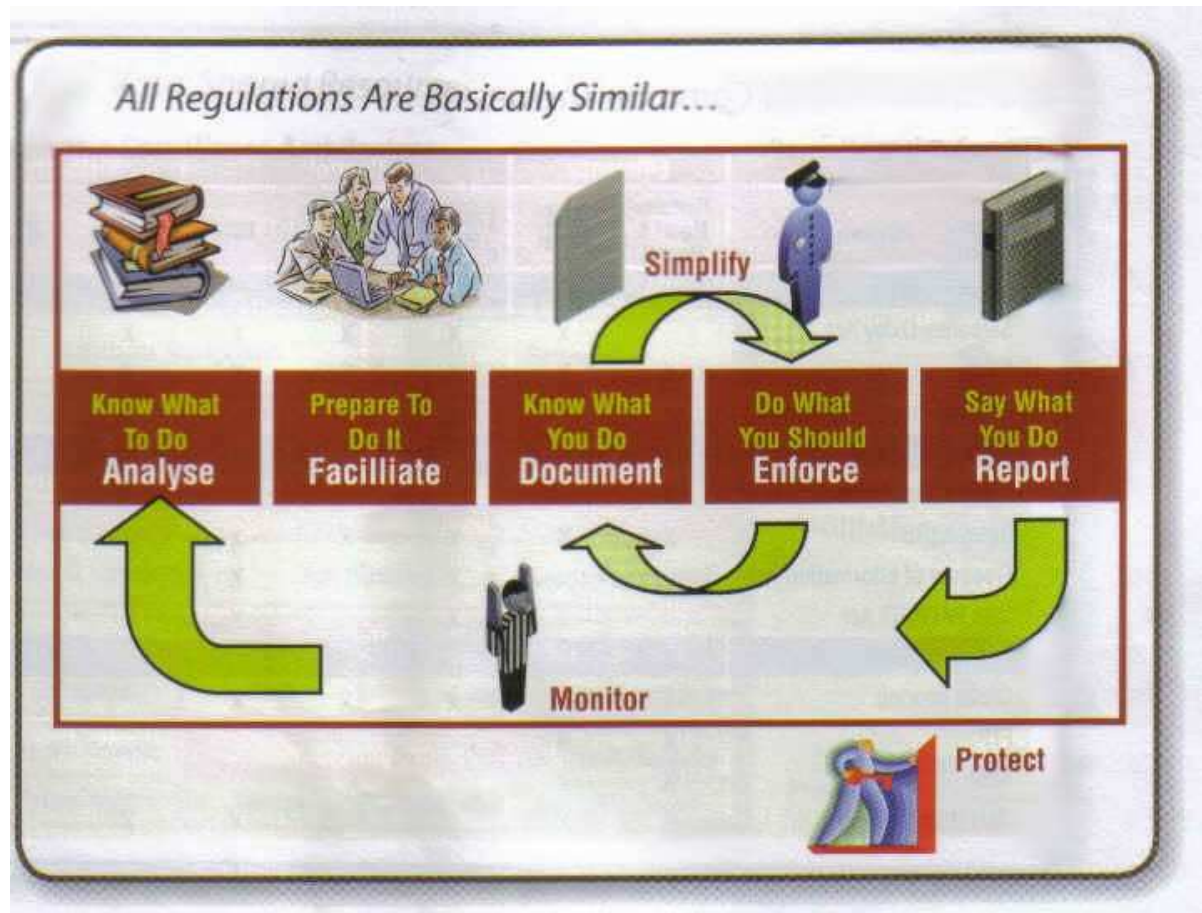 All Regulations Are Basically Similar...
Simplify
Know What
To Do
Analyse
Prepare To
Do It
Facilliate
Know What
You Do
Document
Do What
You Should
Enforce
Say What
You Do
Report
Monitor
Protect